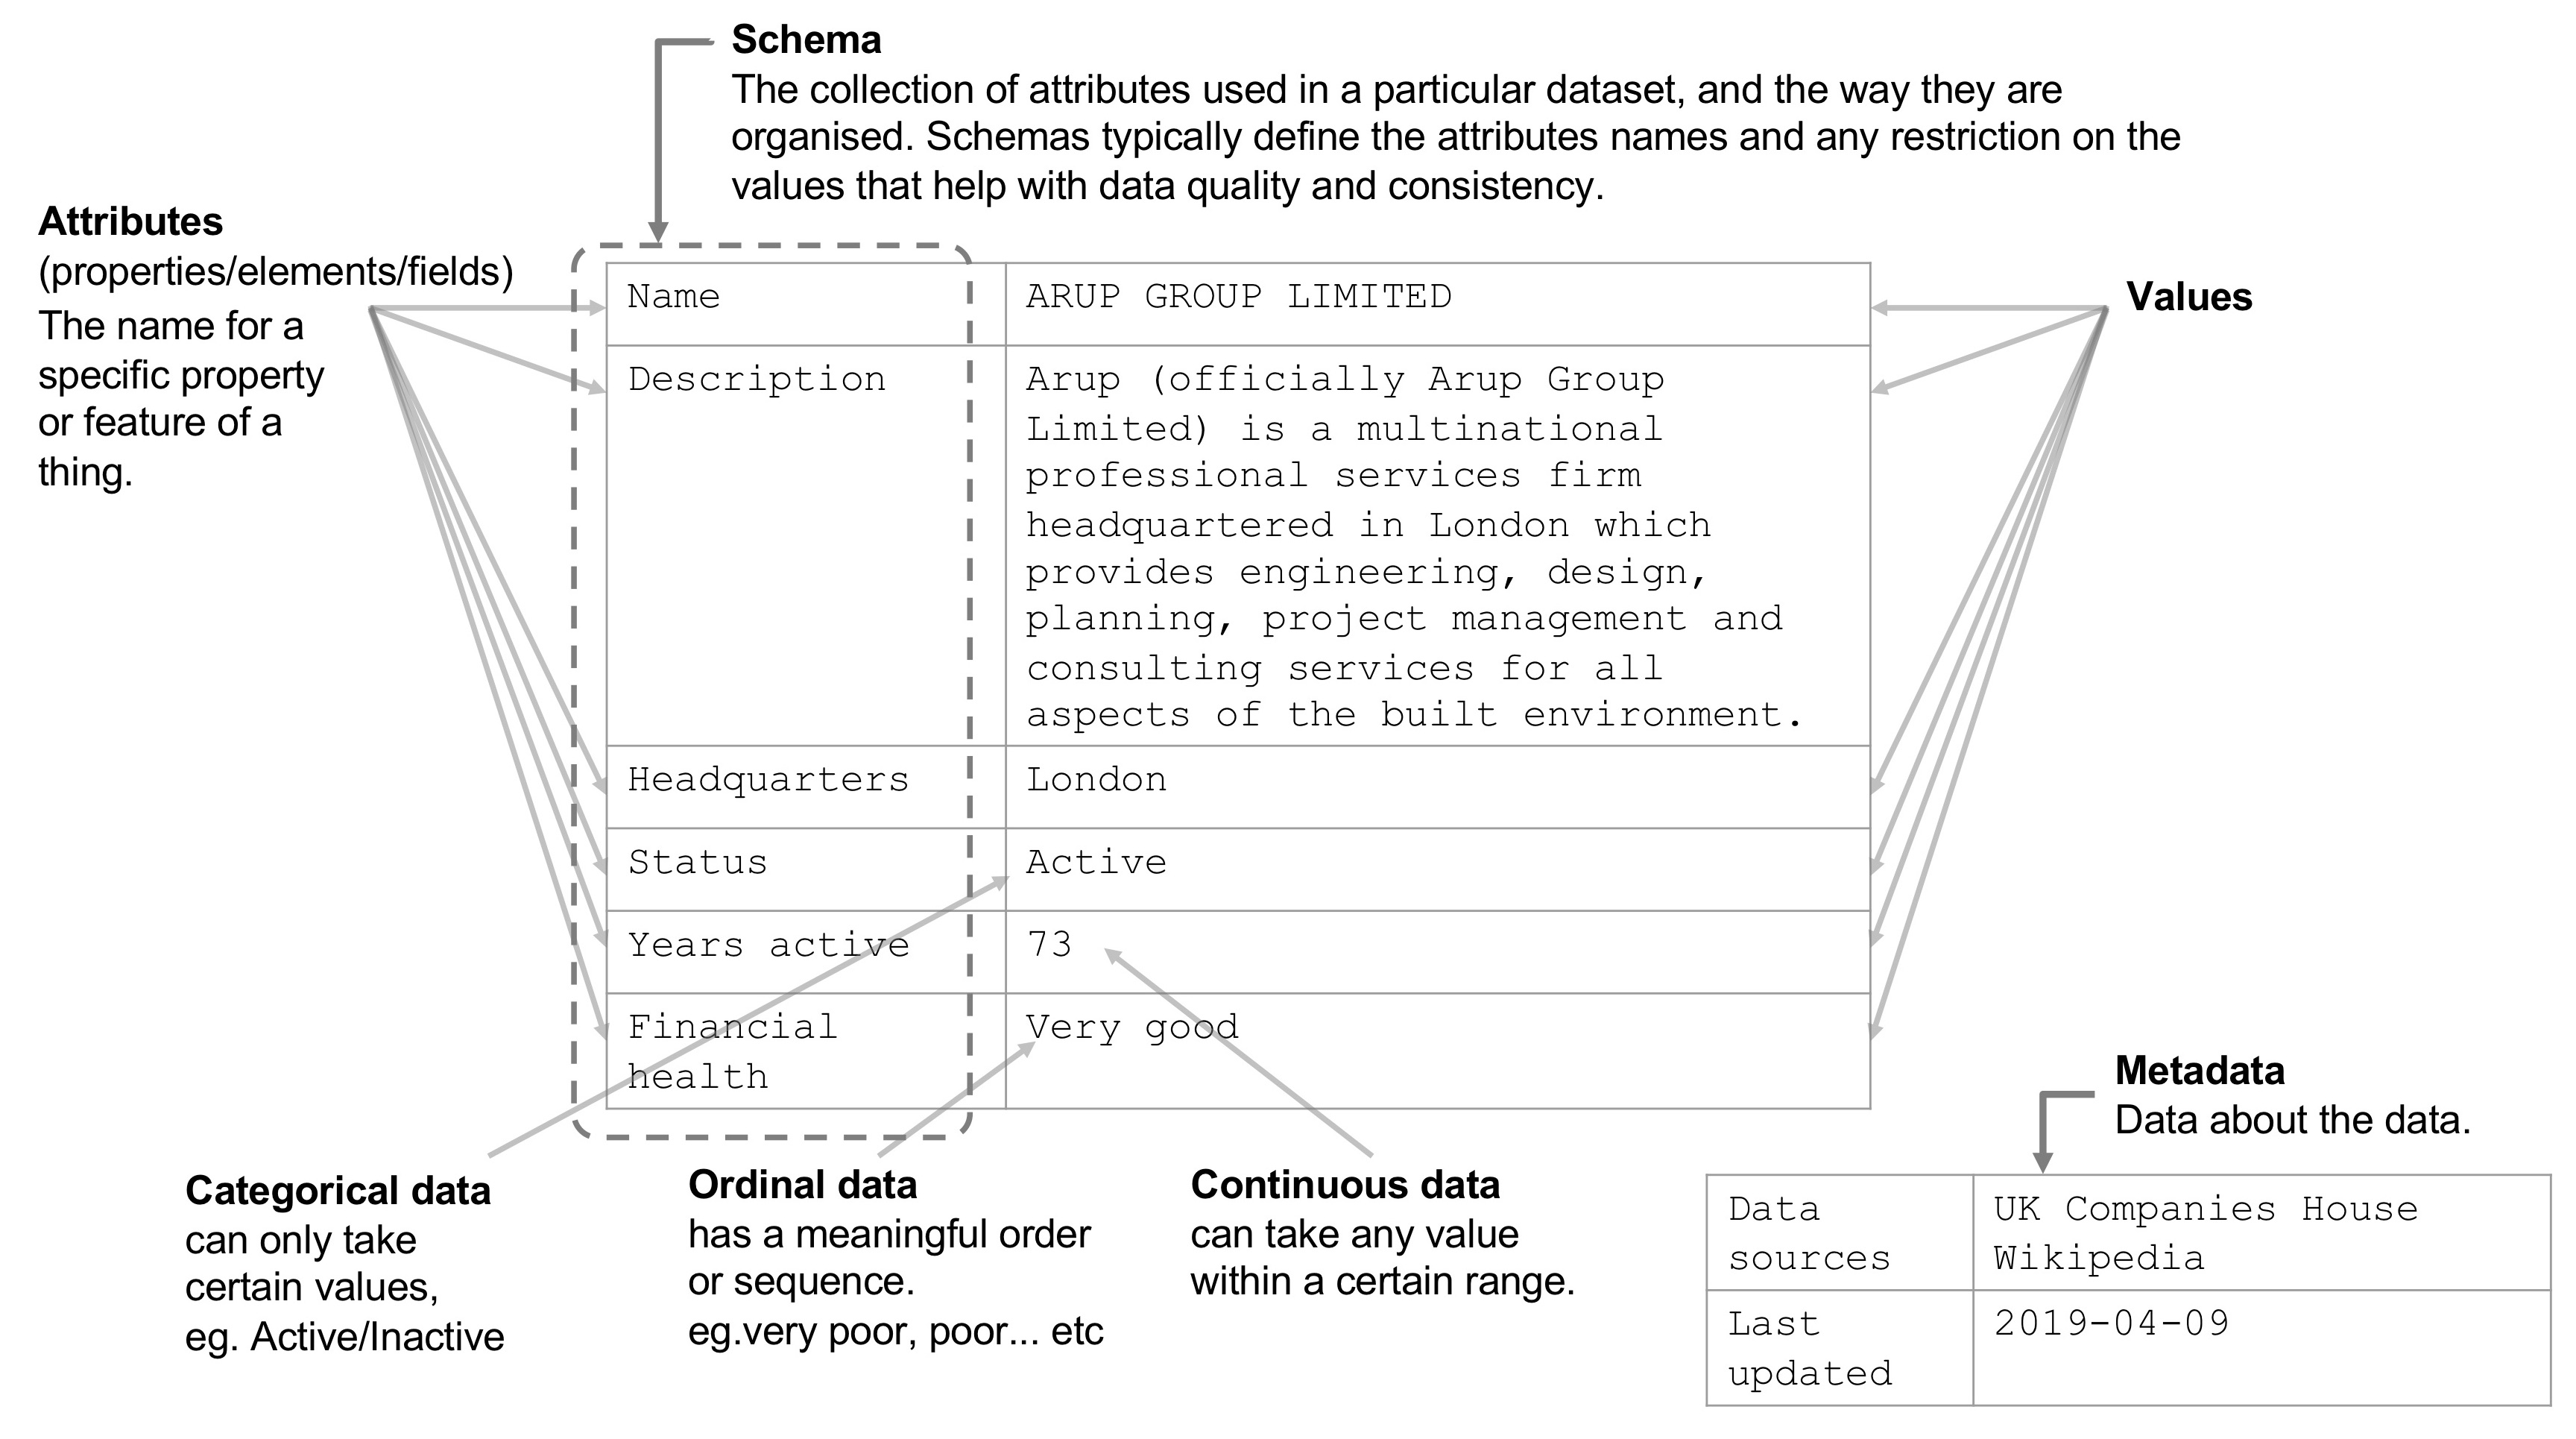 Schema
The collection of attributes used in a particular dataset, and the way they are
organised. Schemas typically define the attributes names and any restriction on the
values that help with data quality and consistency.
Attributes
(properties/elements/fields)
The name for a
specific property
or feature of a
thing.
Values
Name
ARUP GROUP LIMITED
Description
Arup (officially Arup Group
Limited) is a multinational
professional services firm
headquartered in London which
provides engineering, design,
planning, project management and
consulting services for all
aspects of the built environment.
Headquarters
London
Status
Active
Years active
73
Financial
health
Very good
Categorical data
can only take
certain values,
eg. Active/Inactive
Ordinal data
has a meaningful order
or sequence.
eg.very poor, poor... etc
Continuous data
can take any value
within a certain range.
Metadata
Data about the data.
Data
sources
UK Companies House
Wikipedia
Last
updated
2019-04-09